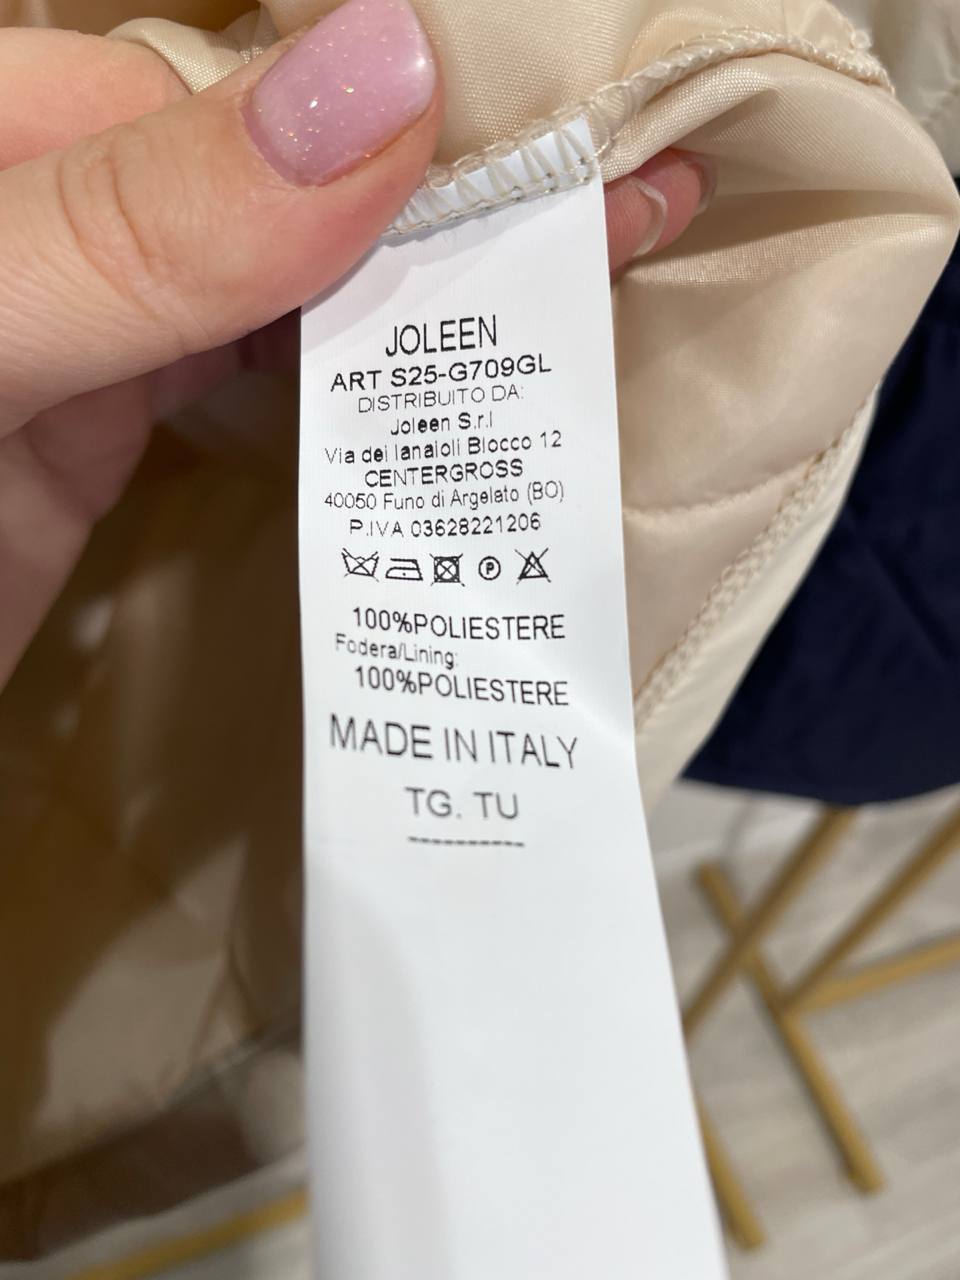 JOLEEN
ART S25-G709GL
DISTRIBUITO DA:
Joleen S.r.l
Via dei lanaioli Blocco 12
CENTERGROSS
40050 Funo di Argelato (BO)
P.IVA 03628221206
P
100%POLIESTERE
Fodera/Lining:
100%POLIESTERE
MADE IN ITALY
TG. TU
----------